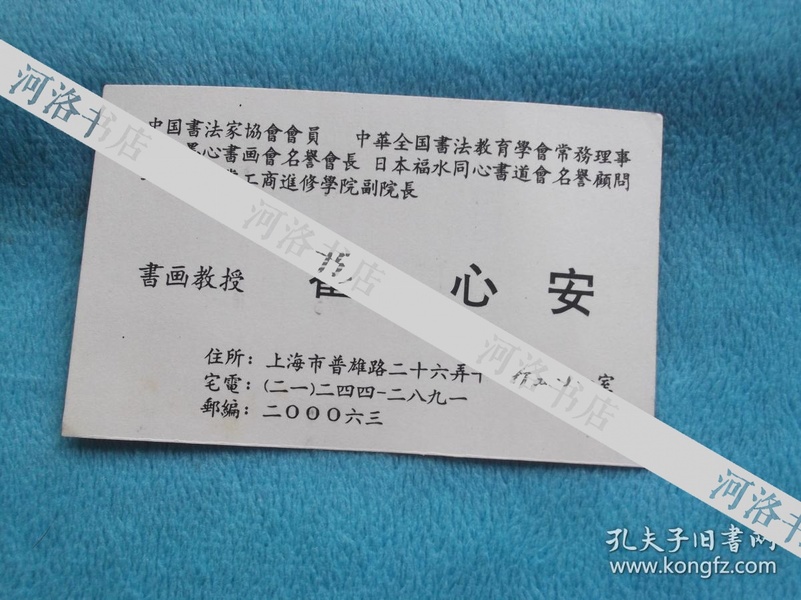 中国書法家協會會員 中華全国書法教育學會常務理事
心書画會名誉會長 日本福水同心書道會名誉顧問
工商進修學院副院長
書画教授 心安
住所: 上海市普雄路二十六弄 室
宅電: (二一)二四四-二八九一
郵編: 二〇〇〇六三
河洛书店
河洛书店
河洛书店
河洛书
孔夫子旧书网
www.kongfz.com